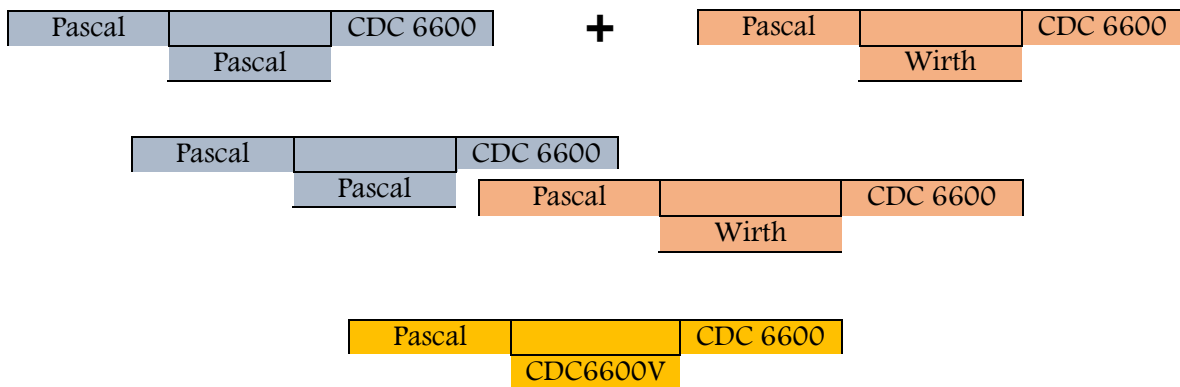 Pascal CDC 6600 + Pascal CDC 6600
Pascal Wirth
Pascal CDC 6600
Pascal Pascal CDC 6600
Wirth
Pascal CDC 6600
CDC6600V